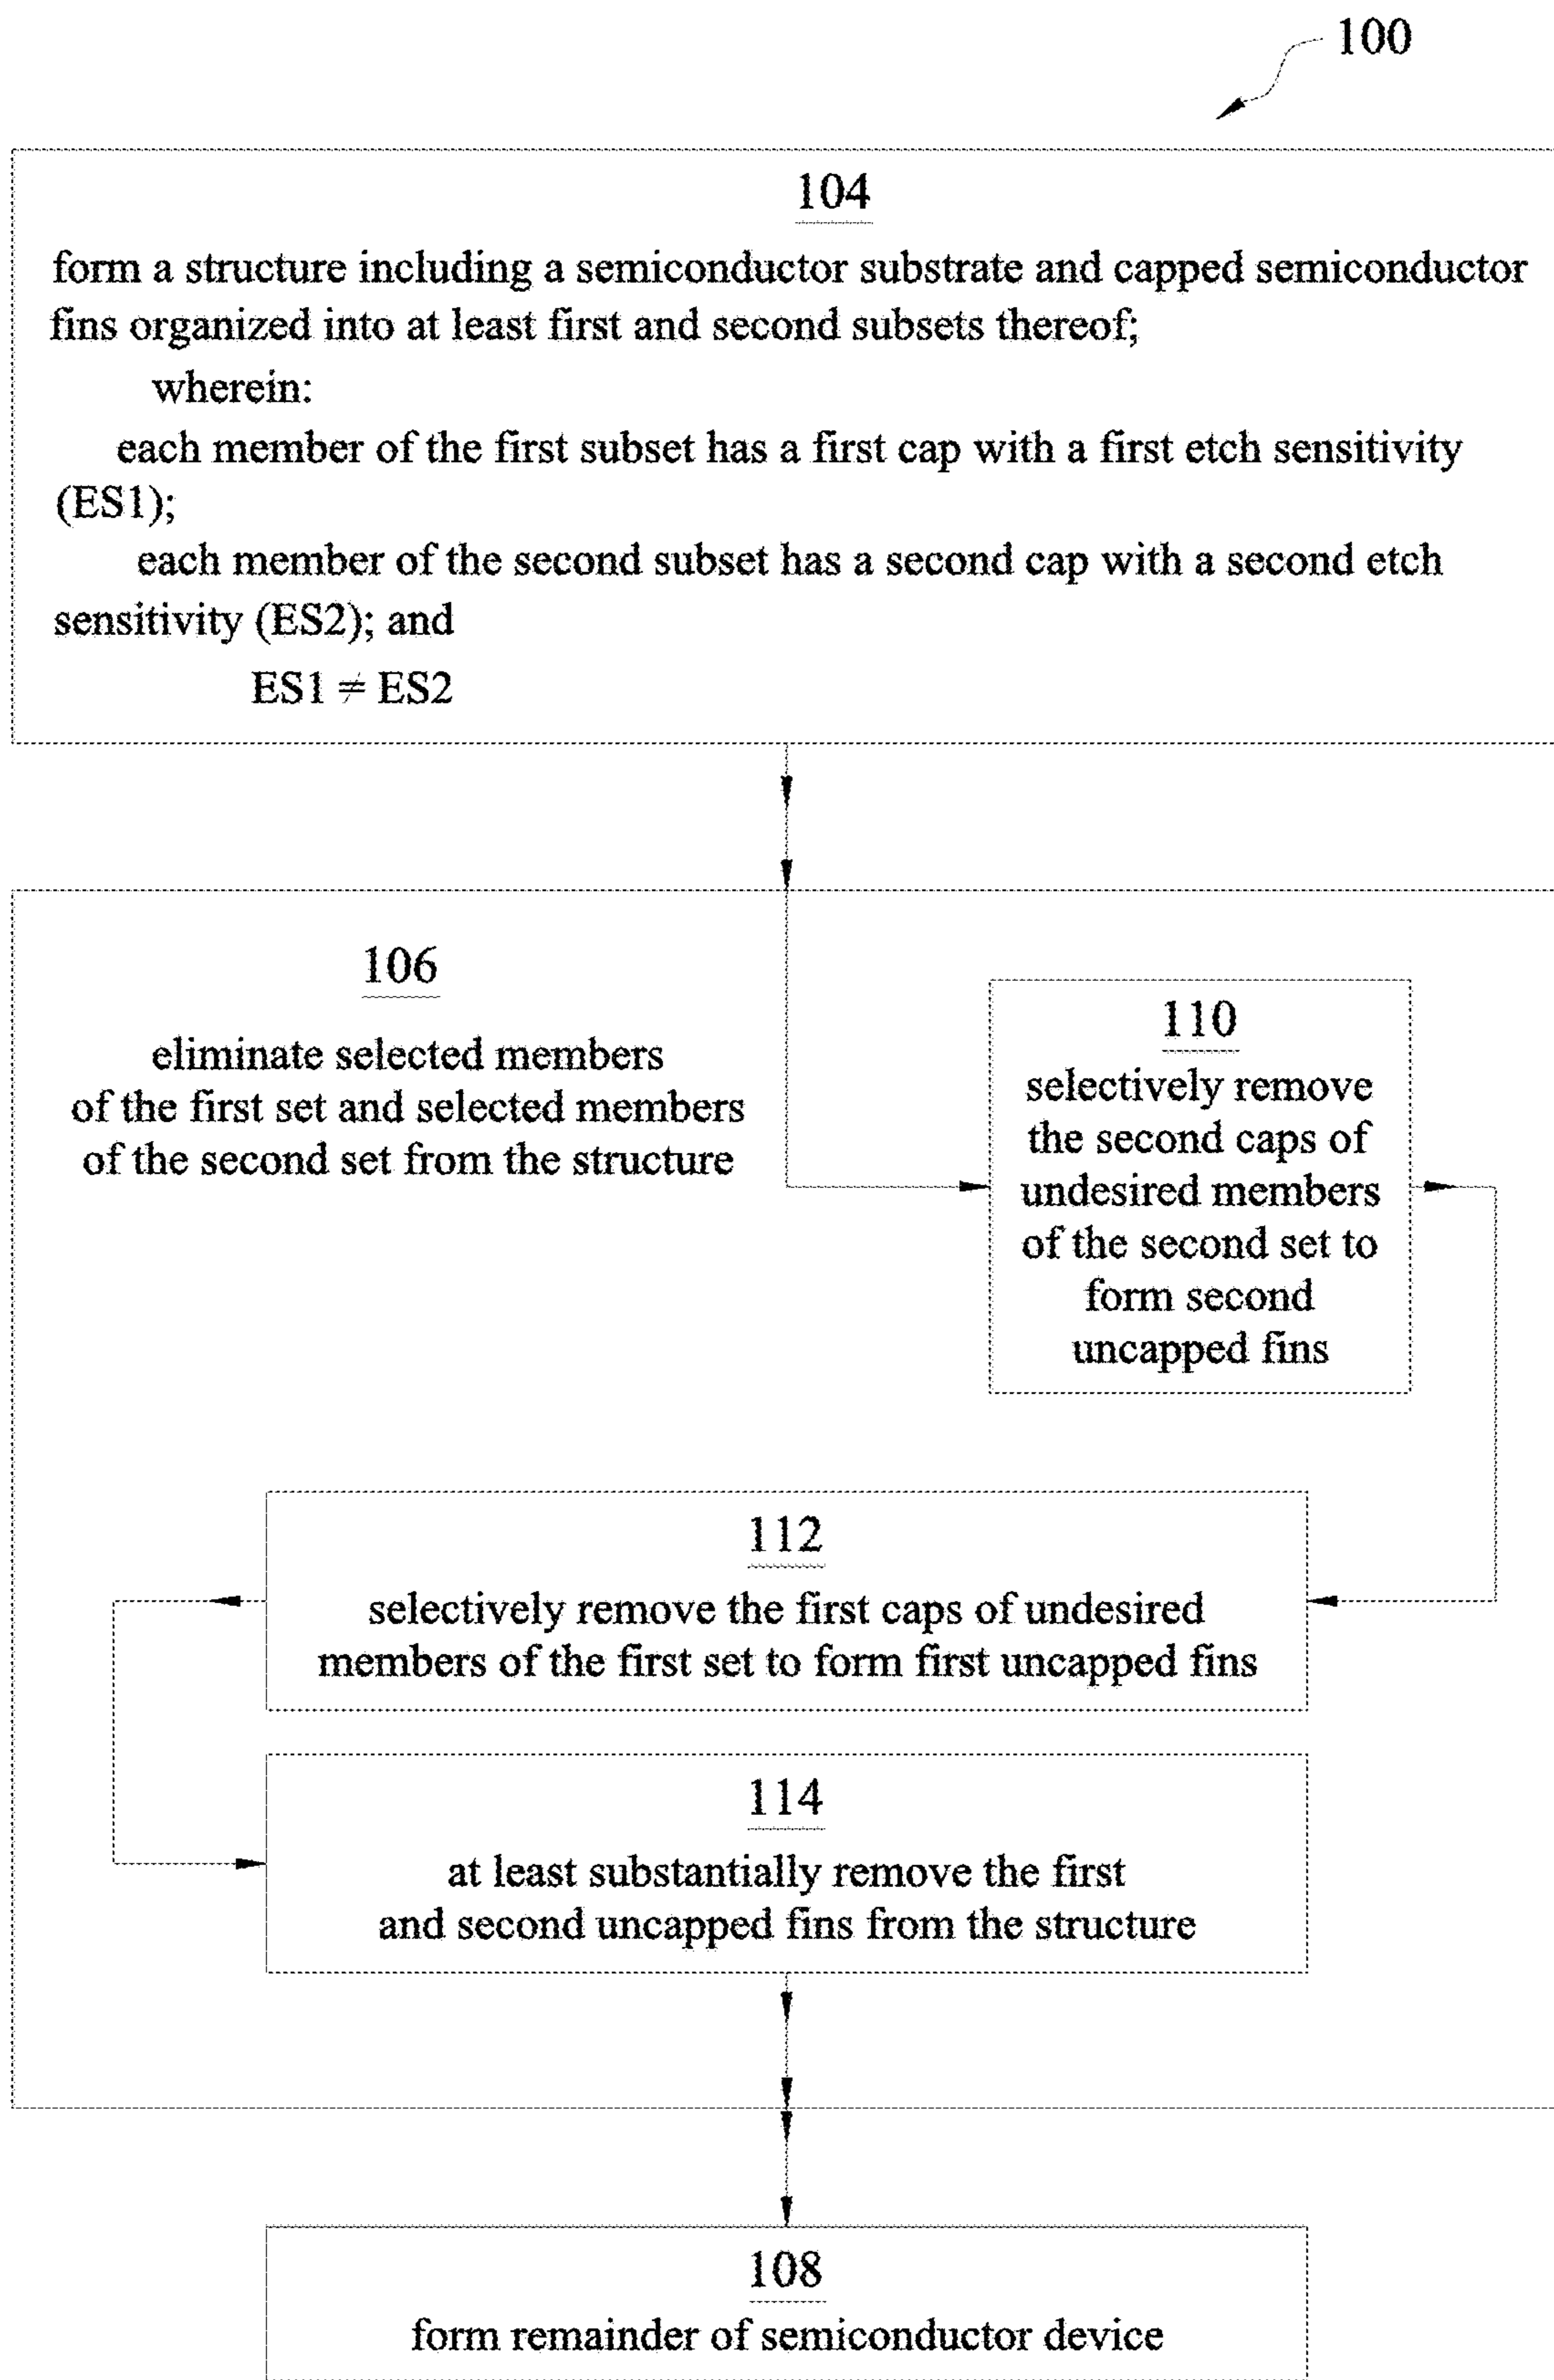 100
104
form a structure including a semiconductor substrate and capped semiconductor
fins organized into at least first and second subsets thereof;
wherein:
each member of the first subset has a first cap with a first etch sensitivity
(ES1);
each member of the second subset has a second cap with a second etch
sensitivity (ES2); and
ES1 ≠ ES2
106
eliminate selected members
of the first set and selected members
of the second set from the structure
110
selectively remove
the second caps of
undesired members
of the second set to
form second
uncapped fins
112
selectively remove the first caps of undesired
members of the first set to form first uncapped fins
114
at least substantially remove the first
and second uncapped fins from the structure
108
form remainder of semiconductor device